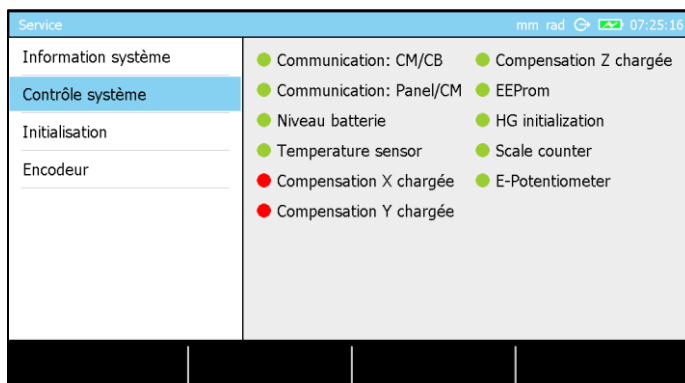 Service
mm rad 07:25:16
Information système
Contrôle système
Initialisation
Encodeur
Communication: CM/CB
Communication: Panel/CM
Niveau batterie
Temperature sensor
Compensation X chargée
Compensation Y chargée
Compensation Z chargée
EEProm
HG initialization
Scale counter
E-Potentiometer